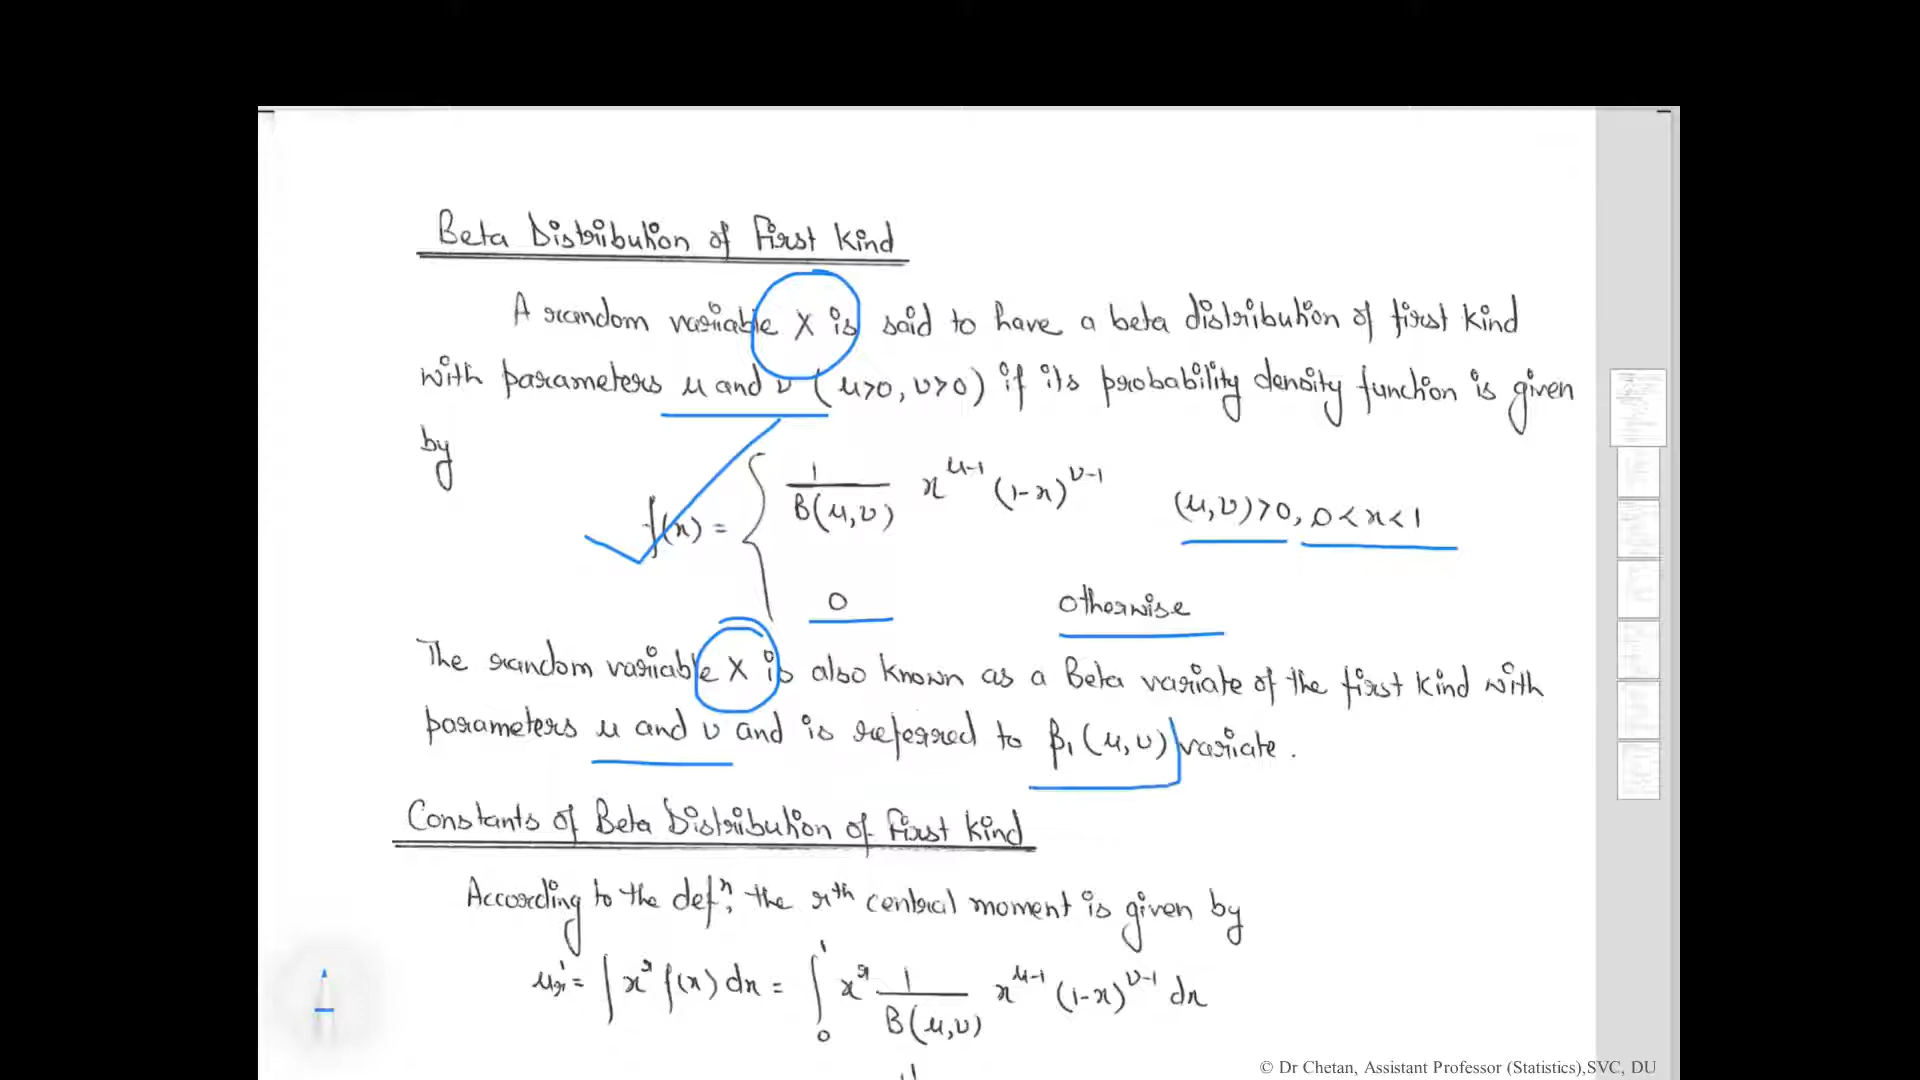 Beta Distribution of First Kind
A random variable X is said to have a beta distribution of first kind
with parameters μ and ν (μ>0, ν>0) if its probability density function is given
by
f(x) = { 1/B(μ,ν) x^{μ-1} (1-x)^{ν-1}    (μ,ν)>0, 0<x<1
0    otherwise
The random variable X is also known as a Beta variate of the first kind with
parameters μ and ν and is referred to β₁(μ,ν) variate.
Constants of Beta Distribution of First Kind
According to the defⁿ, the rth central moment is given by
μᵣ' = ∫ x^r f(x) dx = ∫₀¹ x^r 1/B(μ,ν) x^{μ-1} (1-x)^{ν-1} dx
© Dr Chetan, Assistant Professor (Statistics),SVC, DU